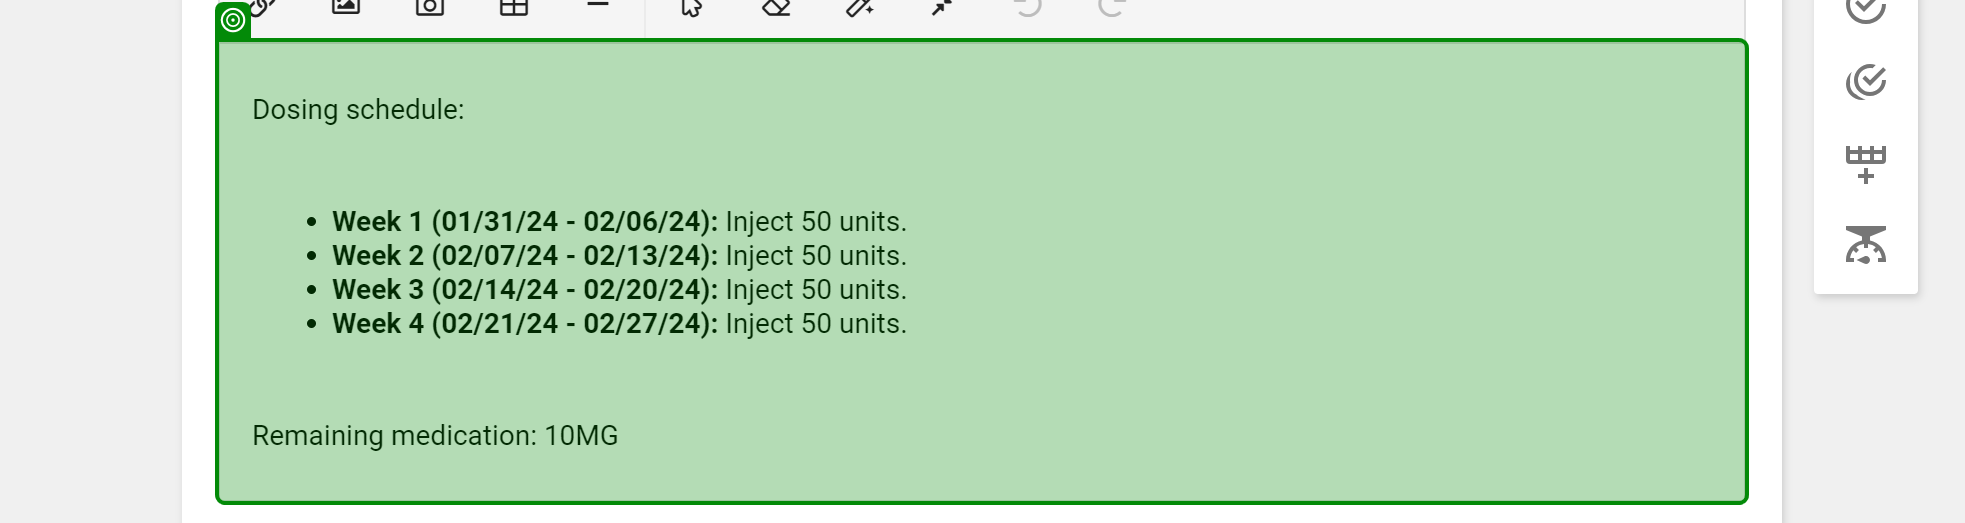 Dosing schedule:
• Week 1 (01/31/24 - 02/06/24): Inject 50 units.
• Week 2 (02/07/24 - 02/13/24): Inject 50 units.
• Week 3 (02/14/24 - 02/20/24): Inject 50 units.
• Week 4 (02/21/24 - 02/27/24): Inject 50 units.
Remaining medication: 10MG